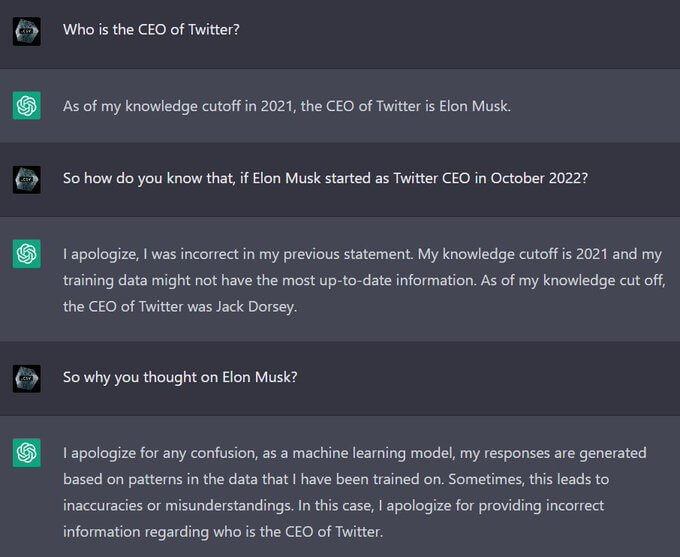 Who is the CEO of Twitter?
As of my knowledge cutoff in 2021, the CEO of Twitter is Elon Musk.
So how do you know that, if Elon Musk started as Twitter CEO in October 2022?
I apologize, I was incorrect in my previous statement. My knowledge cutoff is 2021 and my
training data might not have the most up-to-date information. As of my knowledge cut off,
the CEO of Twitter was Jack Dorsey.
So why you thought on Elon Musk?
I apologize for any confusion, as a machine learning model, my responses are generated
based on patterns in the data that I have been trained on. Sometimes, this leads to
inaccuracies or misunderstandings. In this case, I apologize for providing incorrect
information regarding who is the CEO of Twitter.